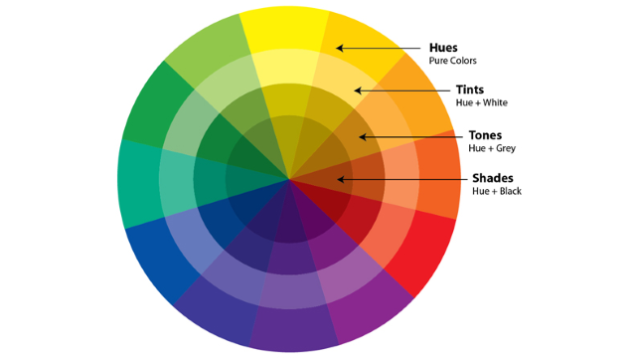 Hues
Pure Colors
Tints
Hue + White
Tones
Hue + Grey
Shades
Hue + Black